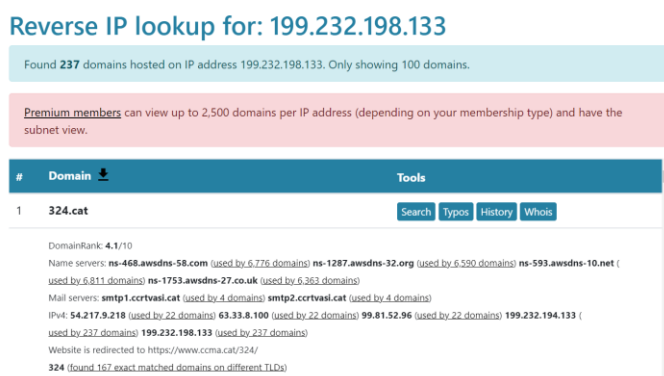 Reverse IP lookup for: 199.232.198.133
Found 237 domains hosted on IP address 199.232.198.133. Only showing 100 domains.
Premium members can view up to 2,500 domains per IP address (depending on your membership type) and have the
subnet view.
# Domain Tools
1 324.cat Search Typos History Whois
DomainRank: 4.1/10
Name servers: ns-468.awsdns-58.com (used by 6,776 domains) ns-1287.awsdns-32.org (used by 6,590 domains) ns-593.awsdns-10.net (
used by 6,811 domains) ns-1753.awsdns-27.co.uk (used by 6,363 domains)
Mail servers: smtp1.ccrtvasi.cat (used by 4 domains) smtp2.ccrtvasi.cat (used by 4 domains)
IPv4: 54.217.9.218 (used by 22 domains) 63.33.8.100 (used by 22 domains) 99.81.52.96 (used by 22 domains) 199.232.194.133 (
used by 237 domains) 199.232.198.133 (used by 237 domains)
Website is redirected to https://www.ccma.cat/324/
324 (found 167 exact matched domains on different TLDs)